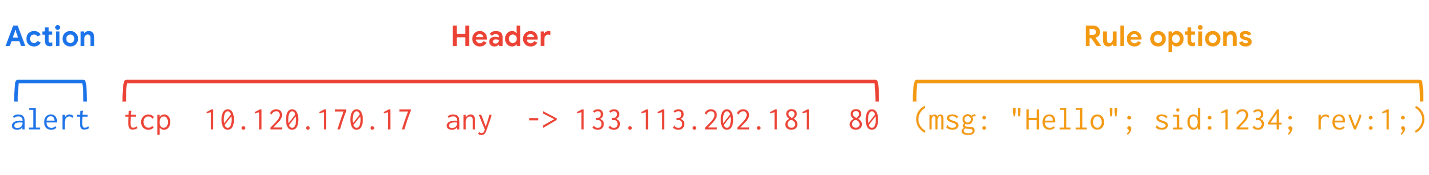 Action Header Rule options
alert tcp 10.120.170.17 any -> 133.113.202.181 80 (msg: "Hello"; sid:1234; rev:1;)